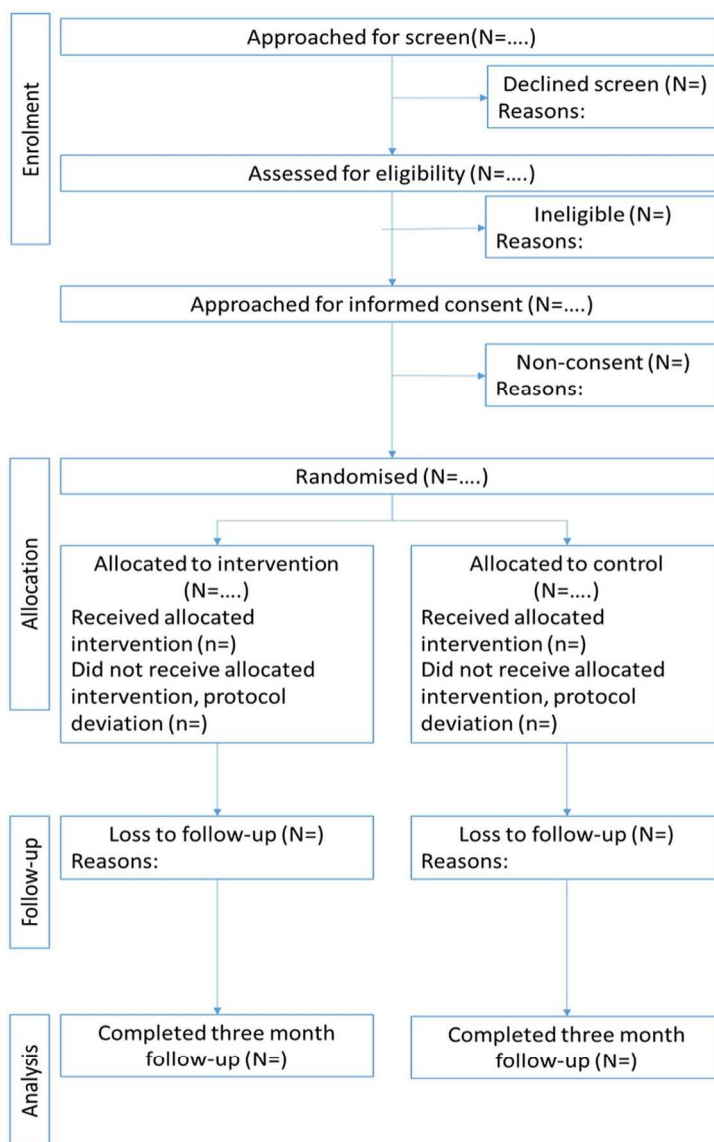 Enrolment
Approached for screen(N=....)
Declined screen (N=)
Reasons:
Assessed for eligibility (N=....)
Ineligible (N=)
Reasons:
Approached for informed consent (N=....)
Non-consent (N=)
Reasons:
Allocation
Randomised (N=....)
Allocated to intervention
(N=....)
Received allocated
intervention (n=)
Did not receive allocated
intervention, protocol
deviation (n=)
Allocated to control
(N=....)
Received allocated
intervention (n=)
Did not receive allocated
intervention, protocol
deviation (n=)
Follow-up
Loss to follow-up (N=)
Reasons:
Loss to follow-up (N=)
Reasons:
Analysis
Completed three month
follow-up (N=)
Completed three month
follow-up (N=)